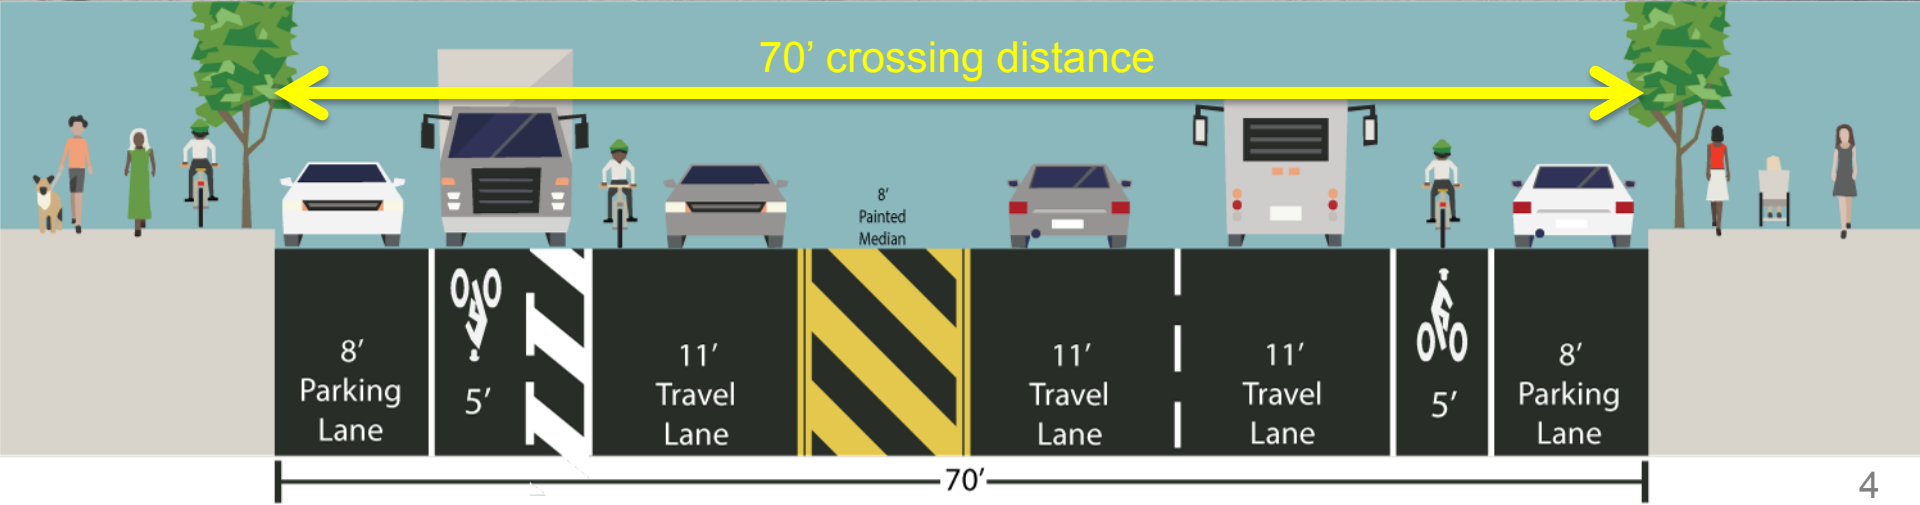 70’ crossing distance
8’
Painted
Median
8’
Parking
Lane
5’
11’
Travel
Lane
11’
Travel
Lane
11’
Travel
Lane
5’
8’
Parking
Lane
70’
4